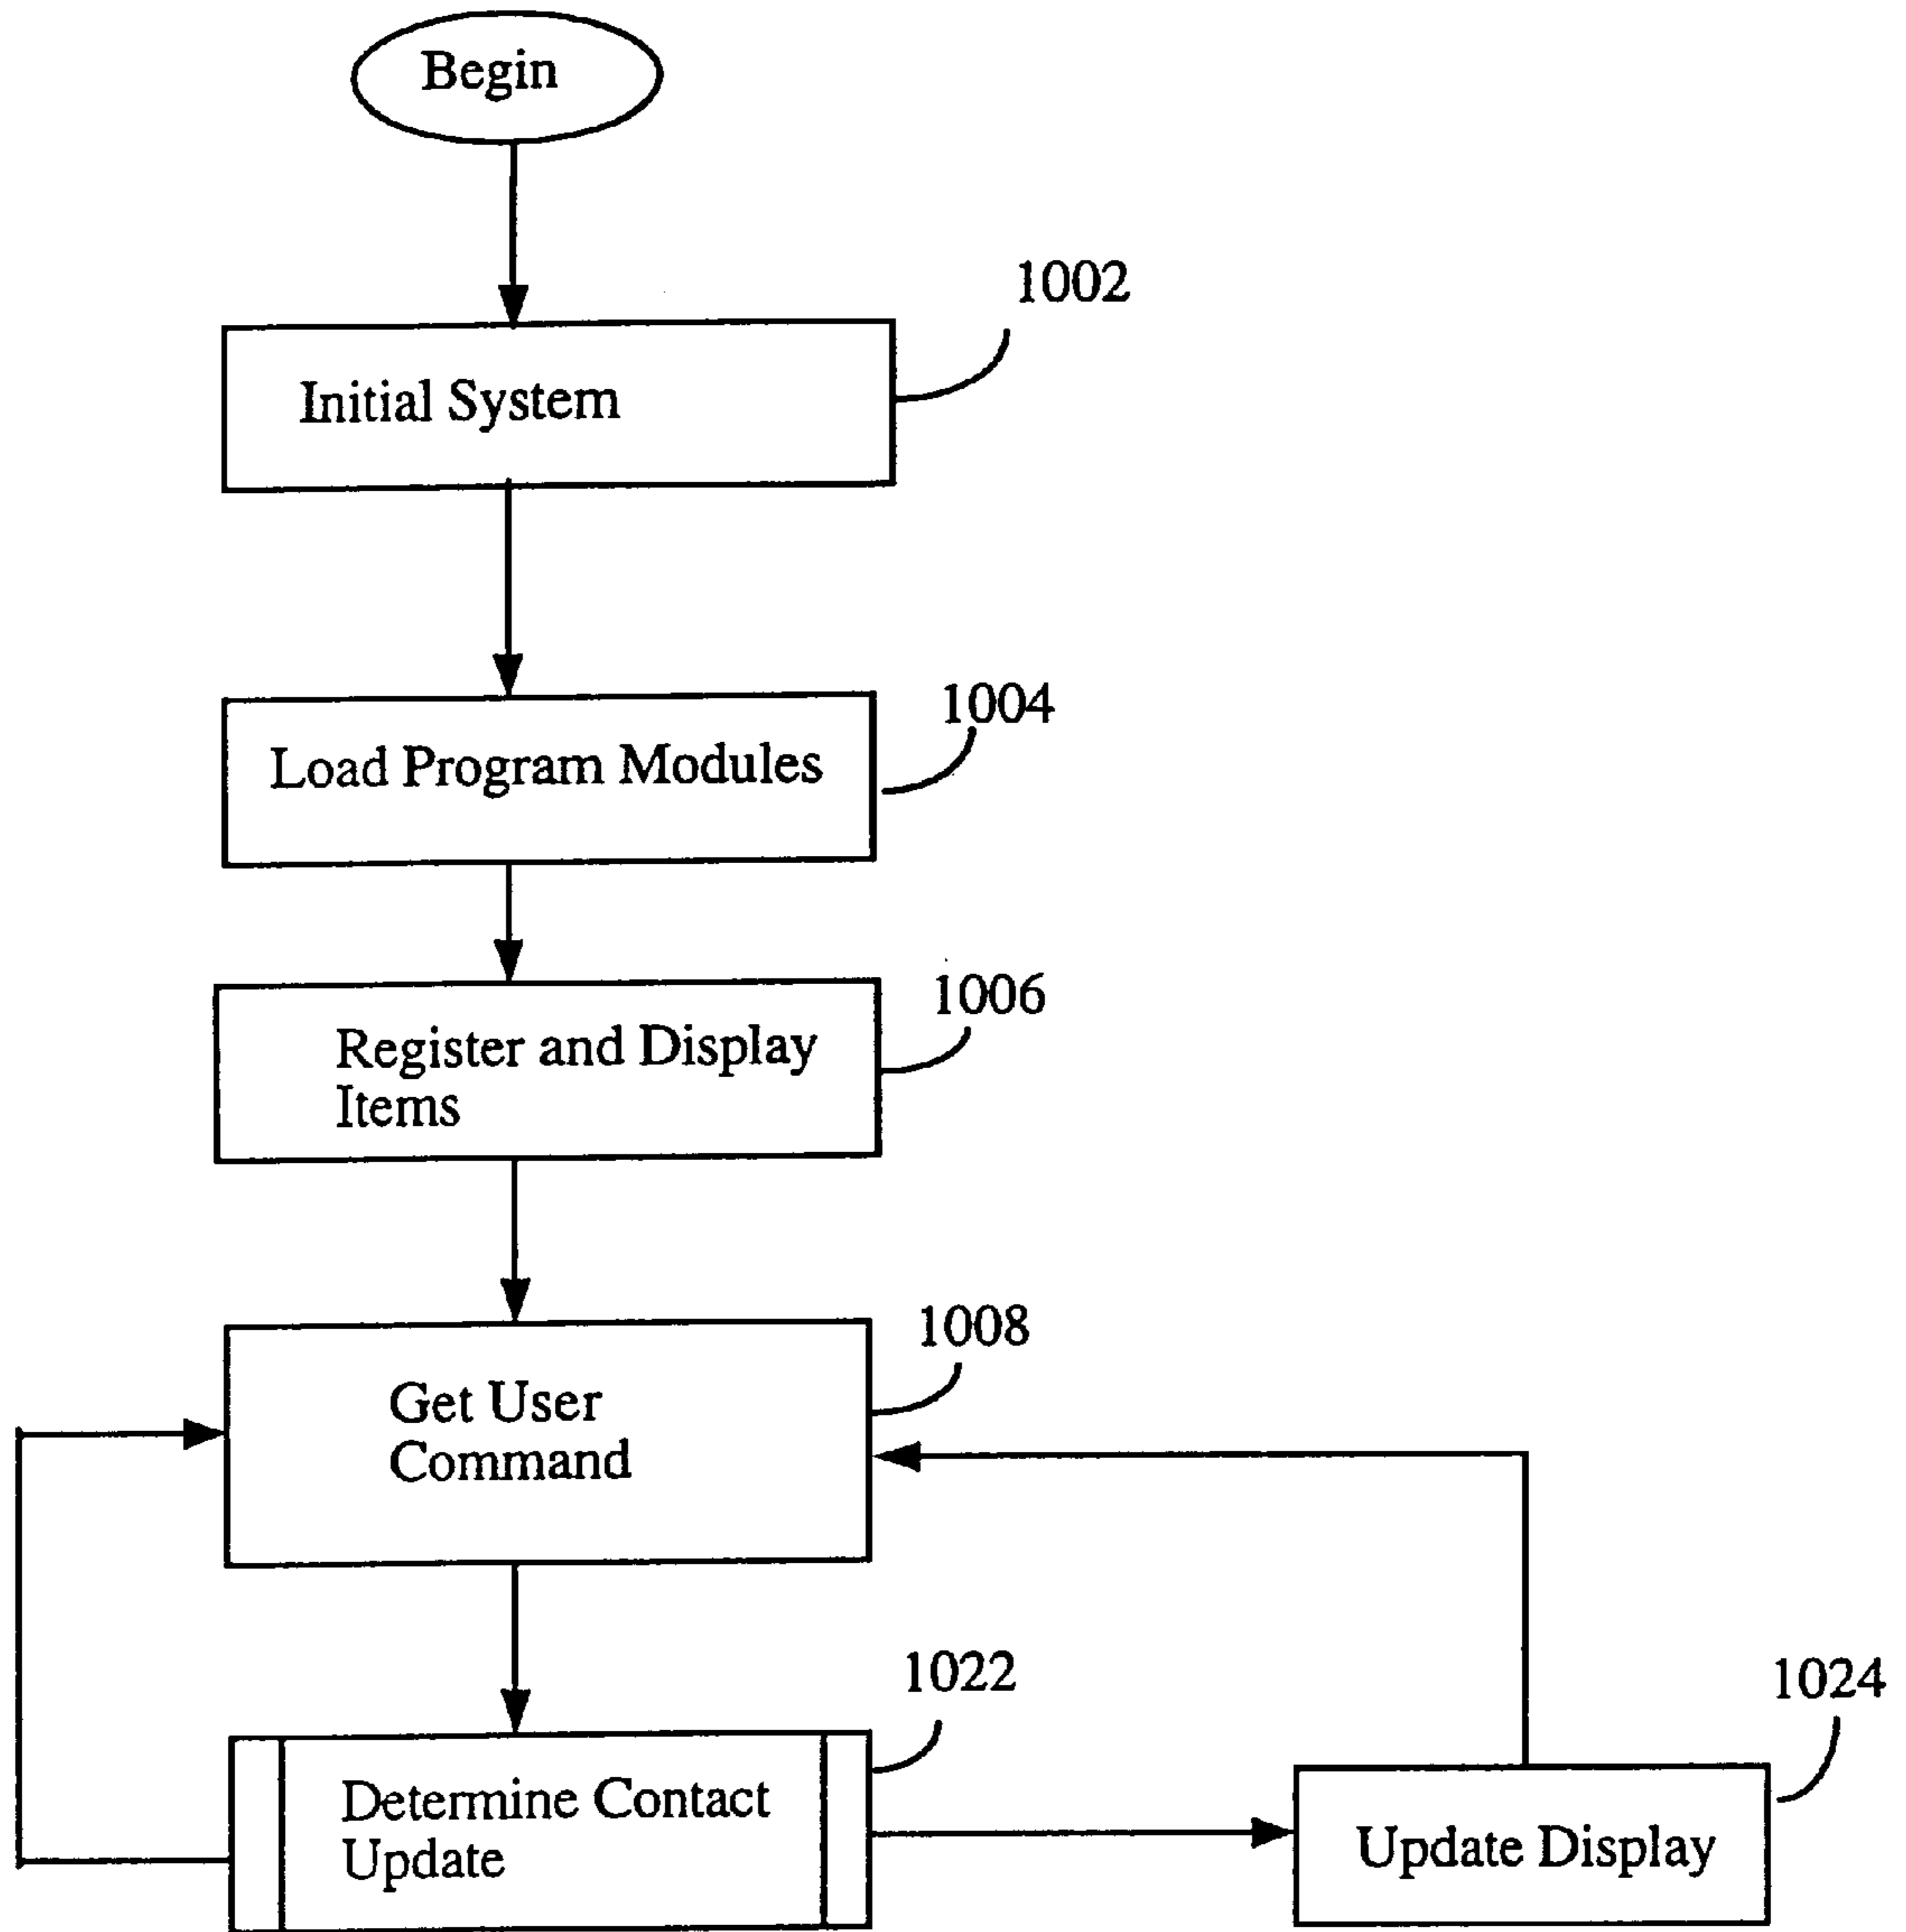 Begin
1002
Initial System
1004
Load Program Modules
1006
Register and Display
Items
1008
Get User
Command
1022
Determine Contact
Update
1024
Update Display